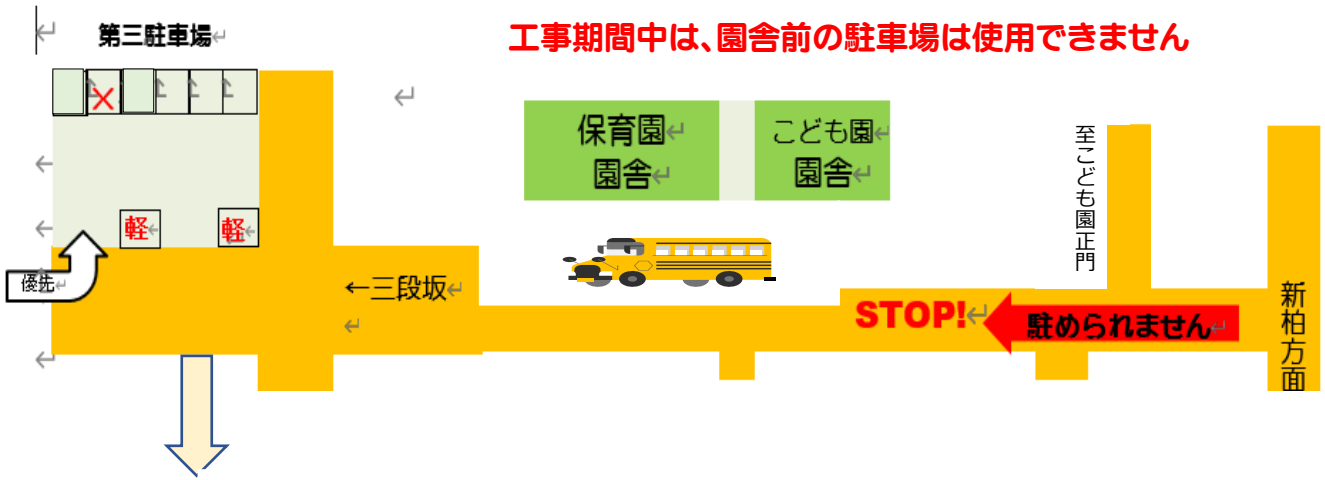 第三駐車場
工事期間中は、園舎前の駐車場は使用できません
保育園
園舎
こども園
園舎
至こども園正門
軽
軽
優先
←三段坂
STOP!
駐められません
新柏方面